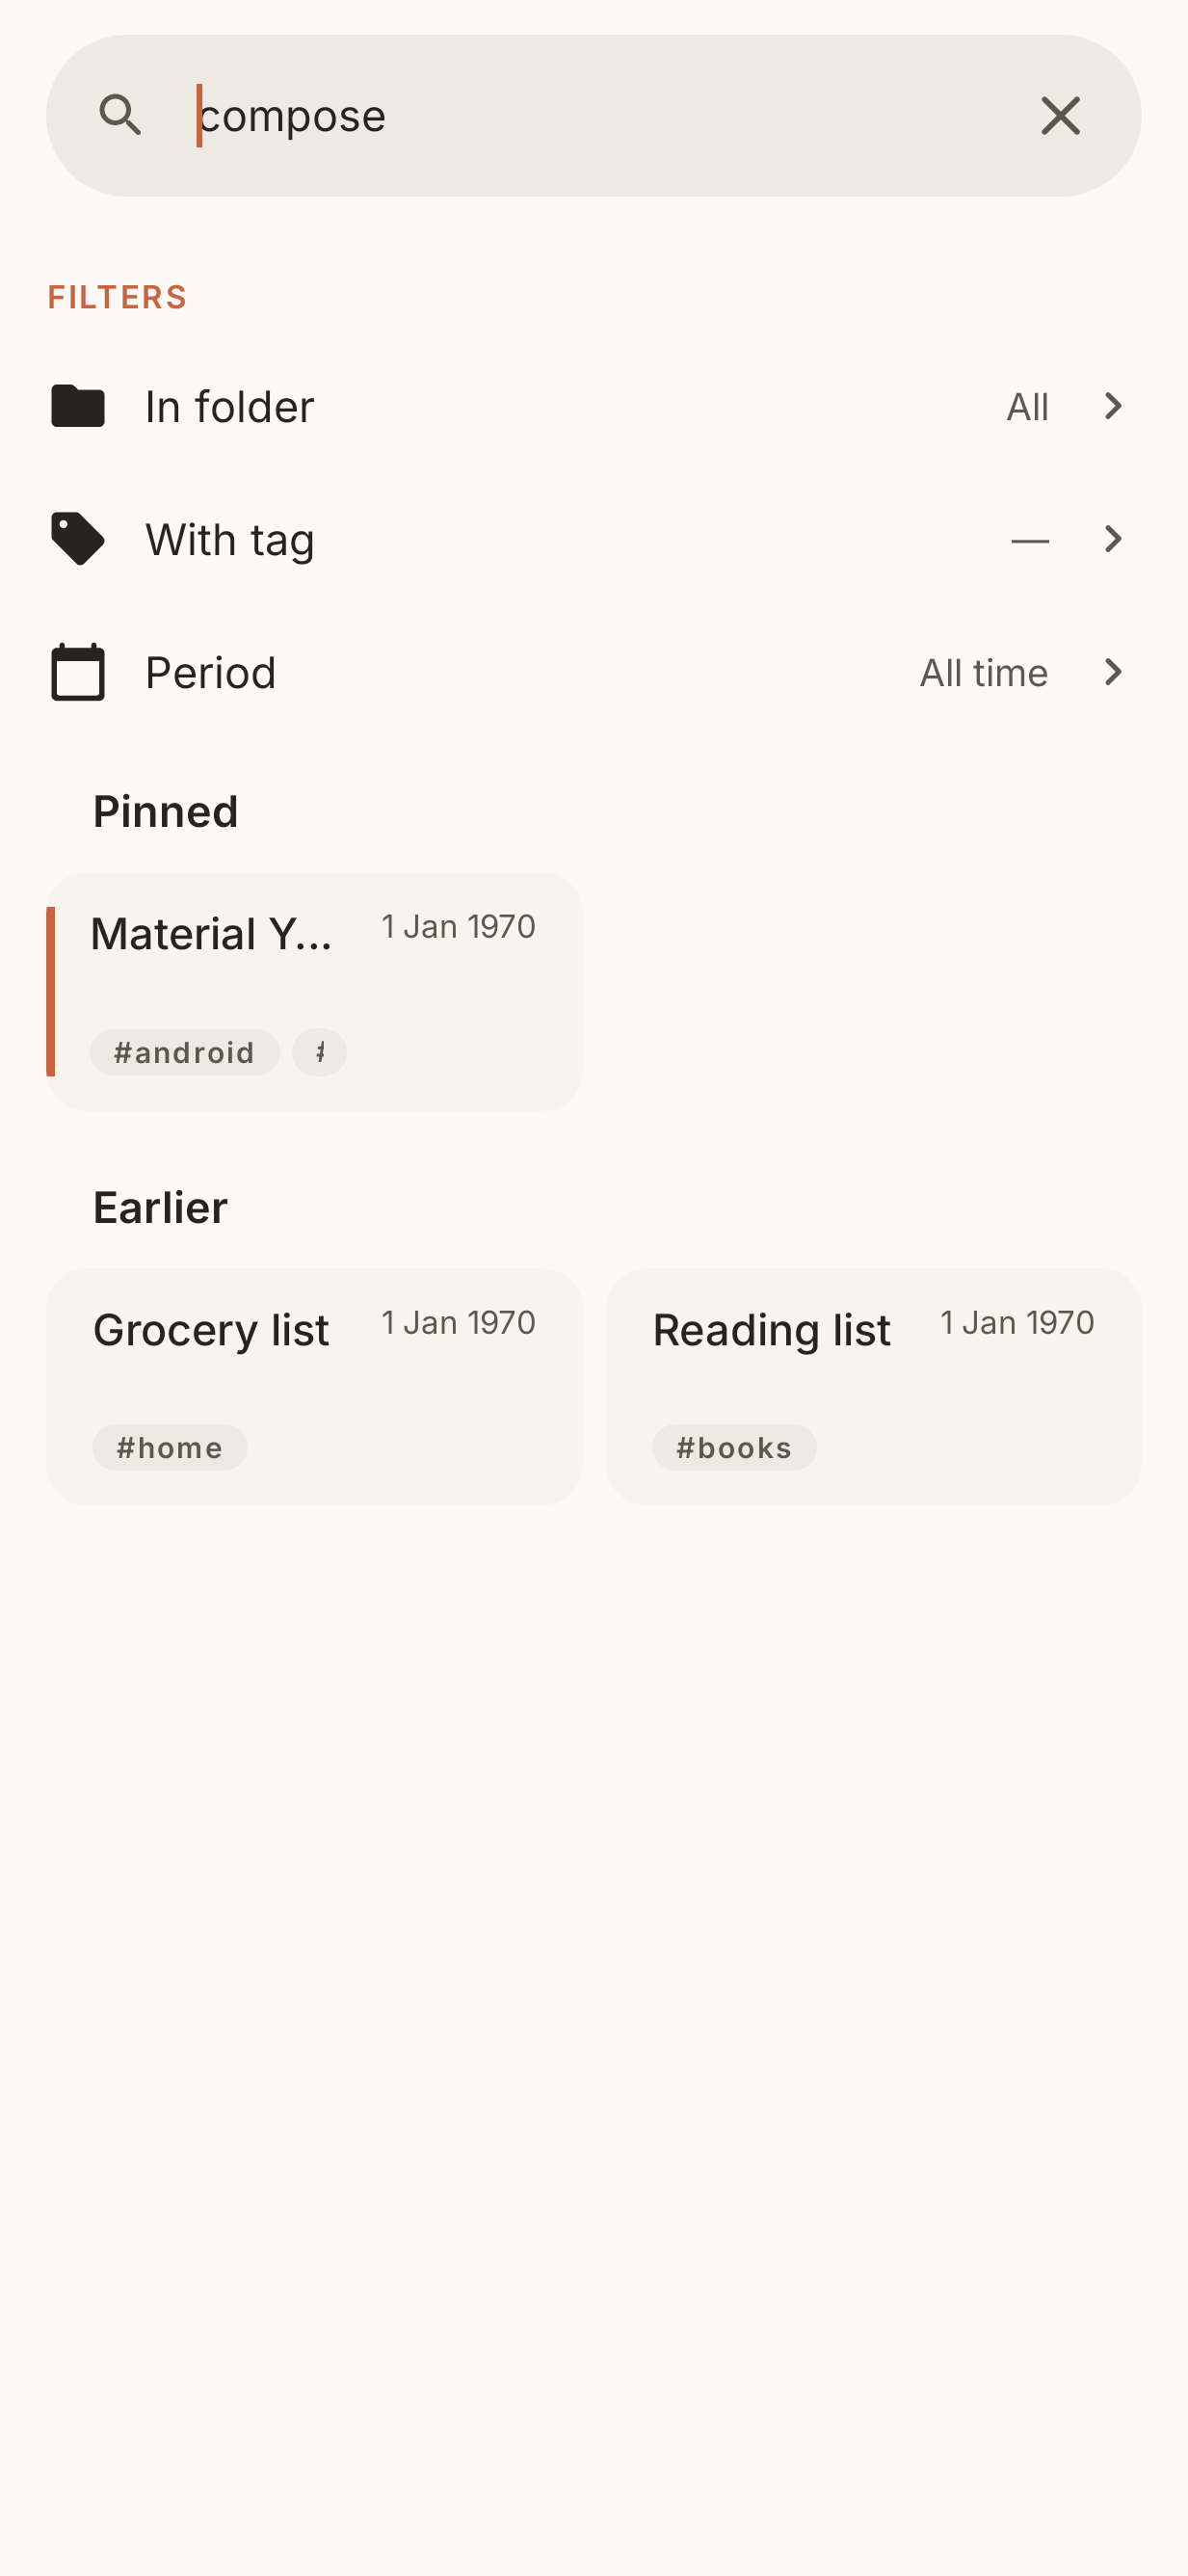 compose
FILTERS
In folder All
With tag —
Period All time
Pinned
Material Y... 1 Jan 1970
#android #
Earlier
Grocery list 1 Jan 1970
#home
Reading list 1 Jan 1970
#books